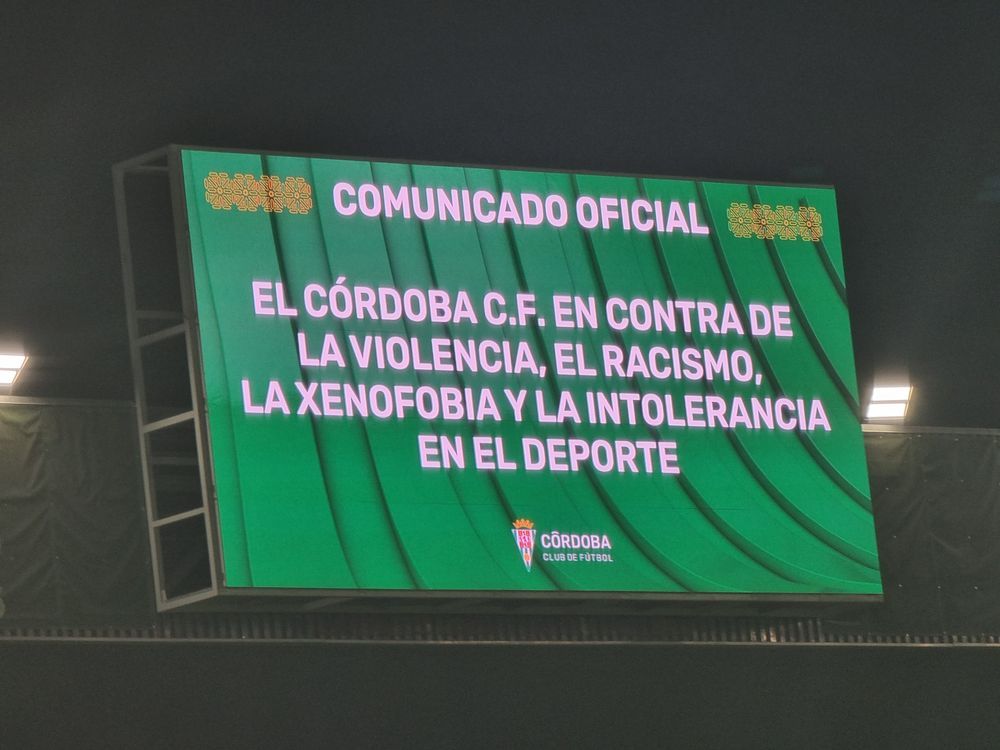 COMUNICADO OFICIAL
EL CÓRDOBA C.F. EN CONTRA DE
LA VIOLENCIA, EL RACISMO,
LA XENOFOBIA Y LA INTOLERANCIA
EN EL DEPORTE
CÓRDOBA
CLUB DE FÚTBOL